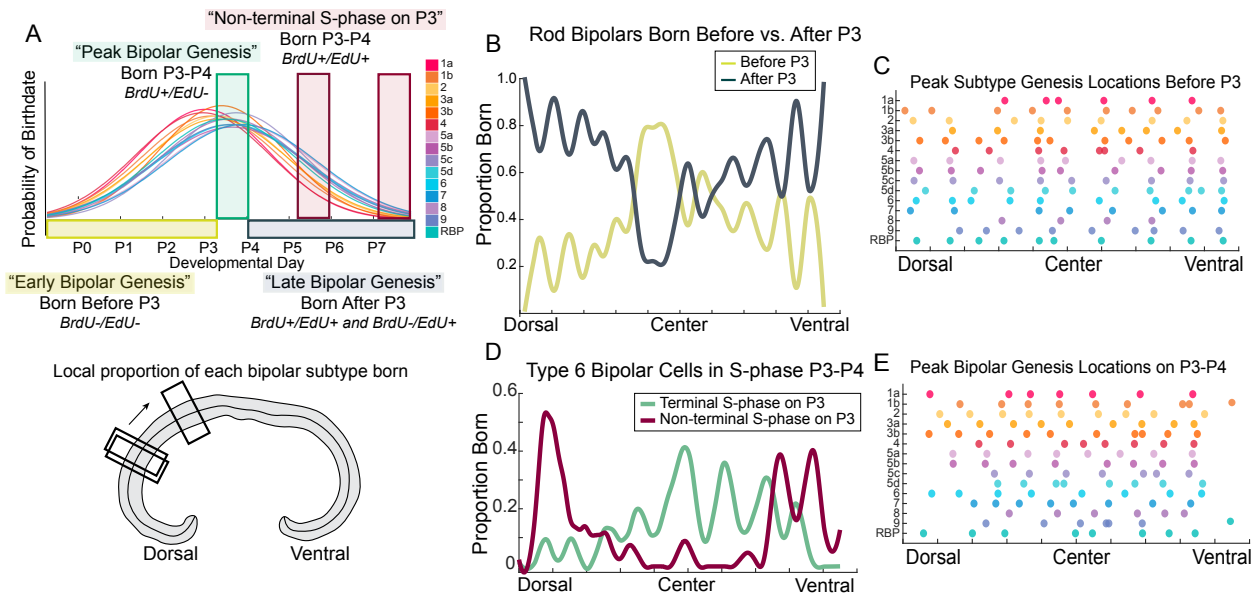 A
"Non-terminal S-phase on P3"
Born P3-P4
BrdU+/EdU+
"Peak Bipolar Genesis"
Born P3-P4
BrdU+/EdU-
Probability of Birthdate
1a
1b
2
3a
3b
4
5a
5b
5c
5d
6
7
8
9
RBP
P0 P1 P2 P3 P4 P5 P6 P7
Developmental Day
"Early Bipolar Genesis"
Born Before P3
BrdU-/EdU-
"Late Bipolar Genesis"
Born After P3
BrdU+/EdU+ and BrdU-/EdU+
Local proportion of each bipolar subtype born
Dorsal Ventral
B
Rod Bipolars Born Before vs. After P3
Before P3
After P3
Proportion Born
1.0
0.8
0.6
0.4
0.2
Dorsal Center Ventral
C
Peak Subtype Genesis Locations Before P3
1a
1b
2
3a
3b
4
5a
5b
5c
5d
6
7
8
9
RBP
Dorsal Center Ventral
D
Type 6 Bipolar Cells in S-phase P3-P4
Terminal S-phase on P3
Non-terminal S-phase on P3
Proportion Born
0.6
0.4
0.2
0
Dorsal Center Ventral
E
Peak Bipolar Genesis Locations on P3-P4
1a
1b
2
3a
3b
4
5a
5b
5c
5d
6
7
8
9
RBP
Dorsal Center Ventral